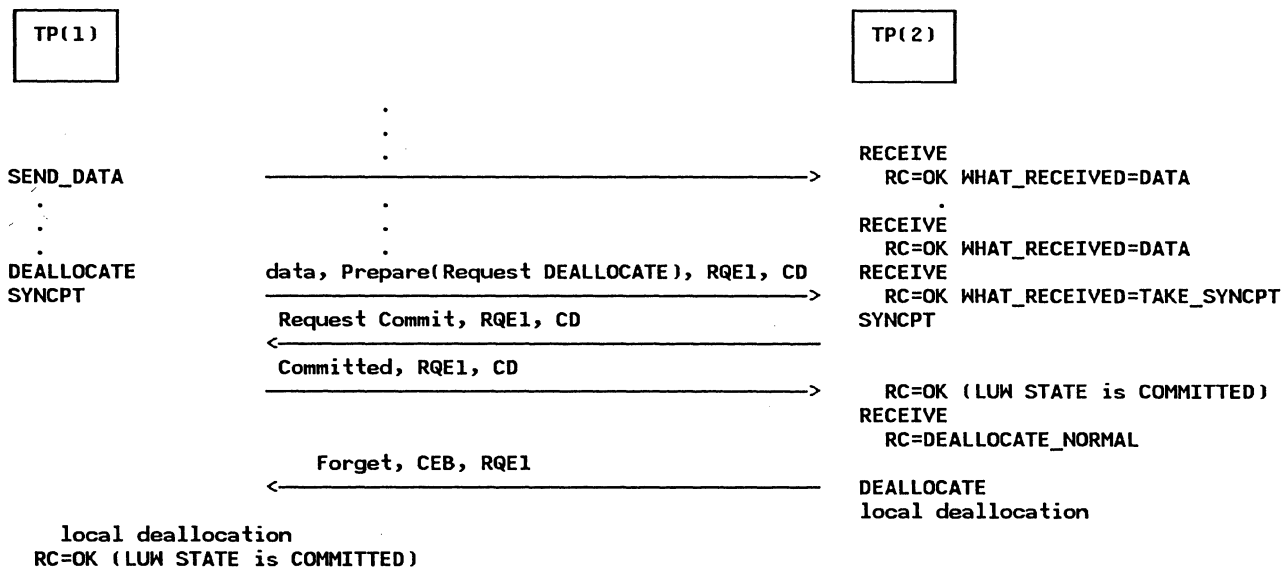 TP(1)
TP(2)
RECEIVE
SEND_DATA
RC=OK WHAT_RECEIVED=DATA
RECEIVE
RC=OK WHAT_RECEIVED=DATA
DEALLOCATE
data, Prepare(Request DEALLOCATE), RQE1, CD
RECEIVE
SYNCPT
RC=OK WHAT_RECEIVED=TAKE_SYNCPT
Request Commit, RQE1, CD
SYNCPT
Committed, RQE1, CD
RC=OK (LUW STATE is COMMITTED)
RECEIVE
RC=DEALLOCATE_NORMAL
Forget, CEB, RQE1
DEALLOCATE
local deallocation
local deallocation
RC=OK (LUW STATE is COMMITTED)